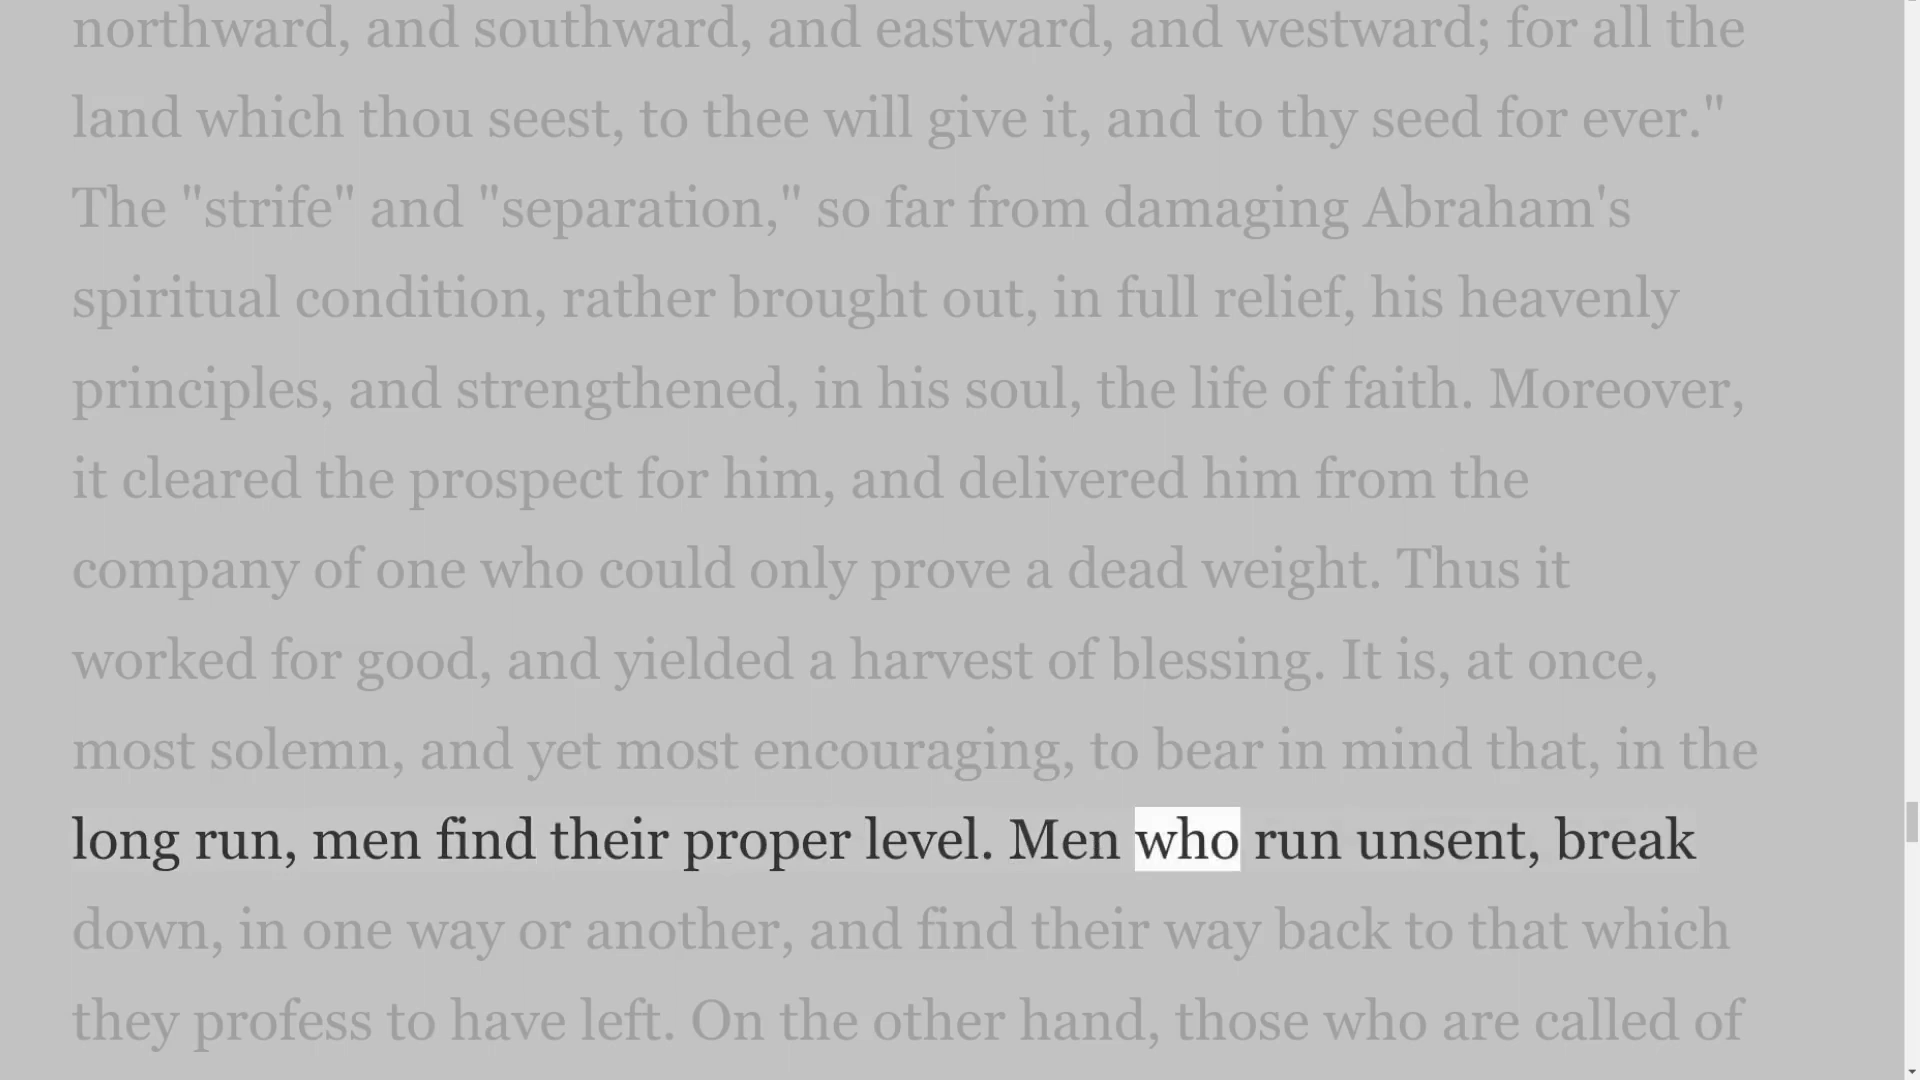 northward, and southward, and eastward, and westward; for all the
land which thou seest, to thee will give it, and to thy seed for ever."
The "strife" and "separation," so far from damaging Abraham's
spiritual condition, rather brought out, in full relief, his heavenly
principles, and strengthened, in his soul, the life of faith. Moreover,
it cleared the prospect for him, and delivered him from the
company of one who could only prove a dead weight. Thus it
worked for good, and yielded a harvest of blessing. It is, at once,
most solemn, and yet most encouraging, to bear in mind that, in the
long run, men find their proper level. Men who run unsent, break
down, in one way or another, and find their way back to that which
they profess to have left. On the other hand, those who are called of